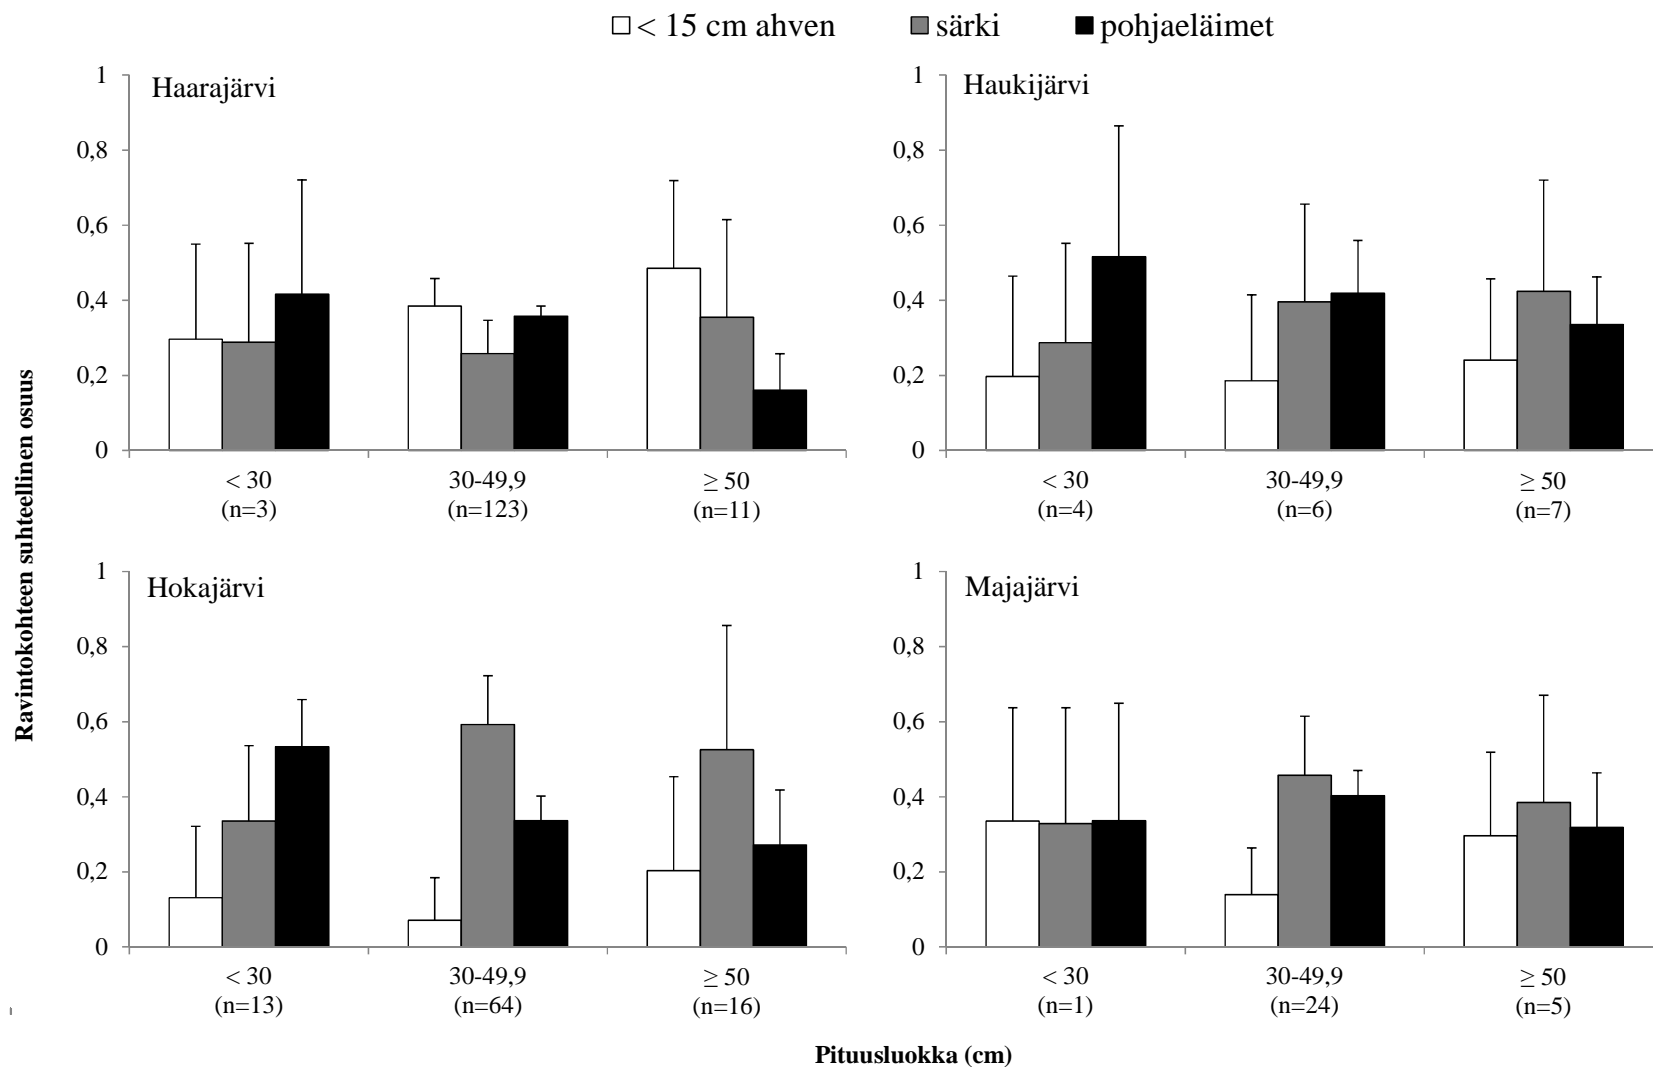 < 15 cm ahven särki pohjaeläimet
Ravintokohteen suhteellinen osuus
Haarajärvi
1
0,8
0,6
0,4
0,2
0
< 30 30-49,9 ≥ 50
(n=3) (n=123) (n=11)
Haukijärvi
1
0,8
0,6
0,4
0,2
0
< 30 30-49,9 ≥ 50
(n=4) (n=6) (n=7)
Hokajärvi
1
0,8
0,6
0,4
0,2
0
< 30 30-49,9 ≥ 50
(n=13) (n=64) (n=16)
Majajärvi
1
0,8
0,6
0,4
0,2
0
< 30 30-49,9 ≥ 50
(n=1) (n=24) (n=5)
Pituusluokka (cm)